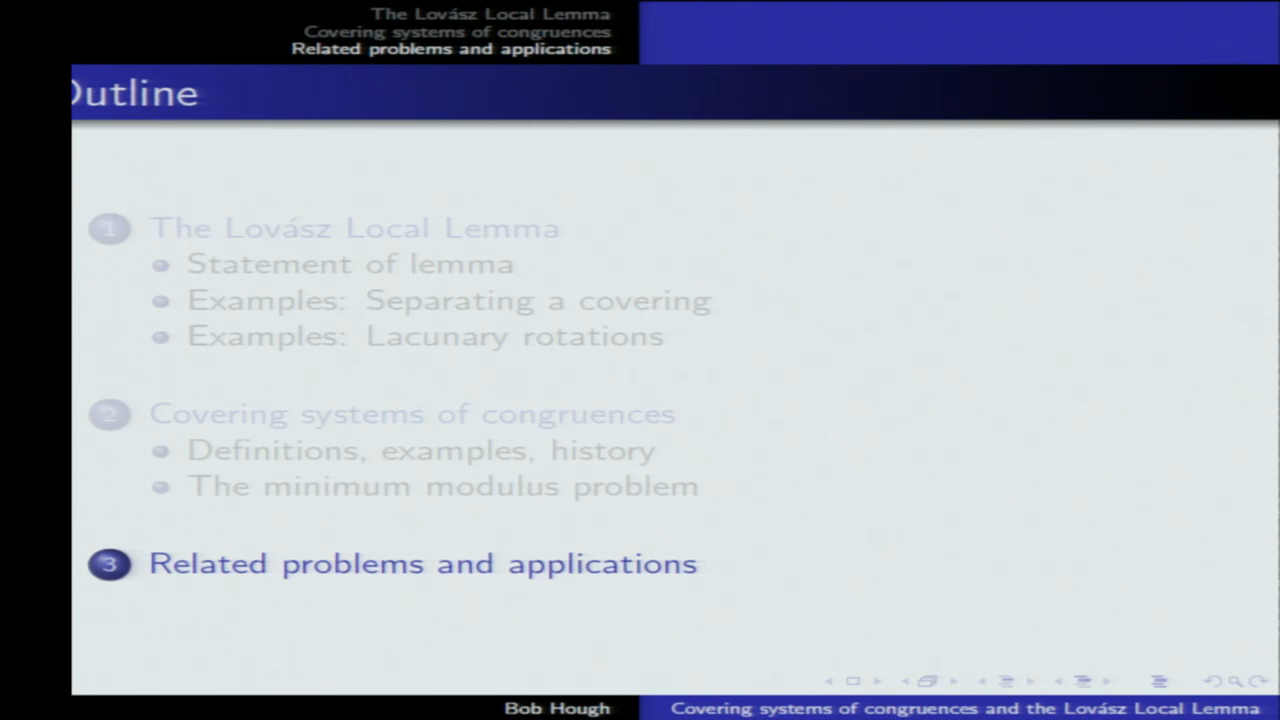 The Lovász Local Lemma
Covering systems of congruences
Related problems and applications
Outline
1 The Lovász Local Lemma
Statement of lemma
Examples: Separating a covering
Examples: Lacunary rotations
2 Covering systems of congruences
Definitions, examples, history
The minimum modulus problem
3 Related problems and applications
Bob Hough
Covering systems of congruences and the Lovász Local Lemma